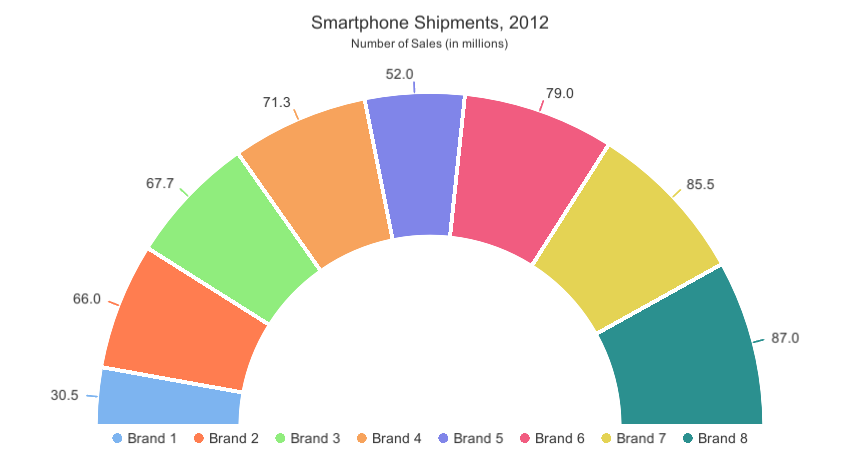 Smartphone Shipments, 2012
Number of Sales (in millions)
52.0
79.0
71.3
67.7
85.5
66.0
87.0
30.5
Brand 1 Brand 2 Brand 3 Brand 4 Brand 5 Brand 6 Brand 7 Brand 8